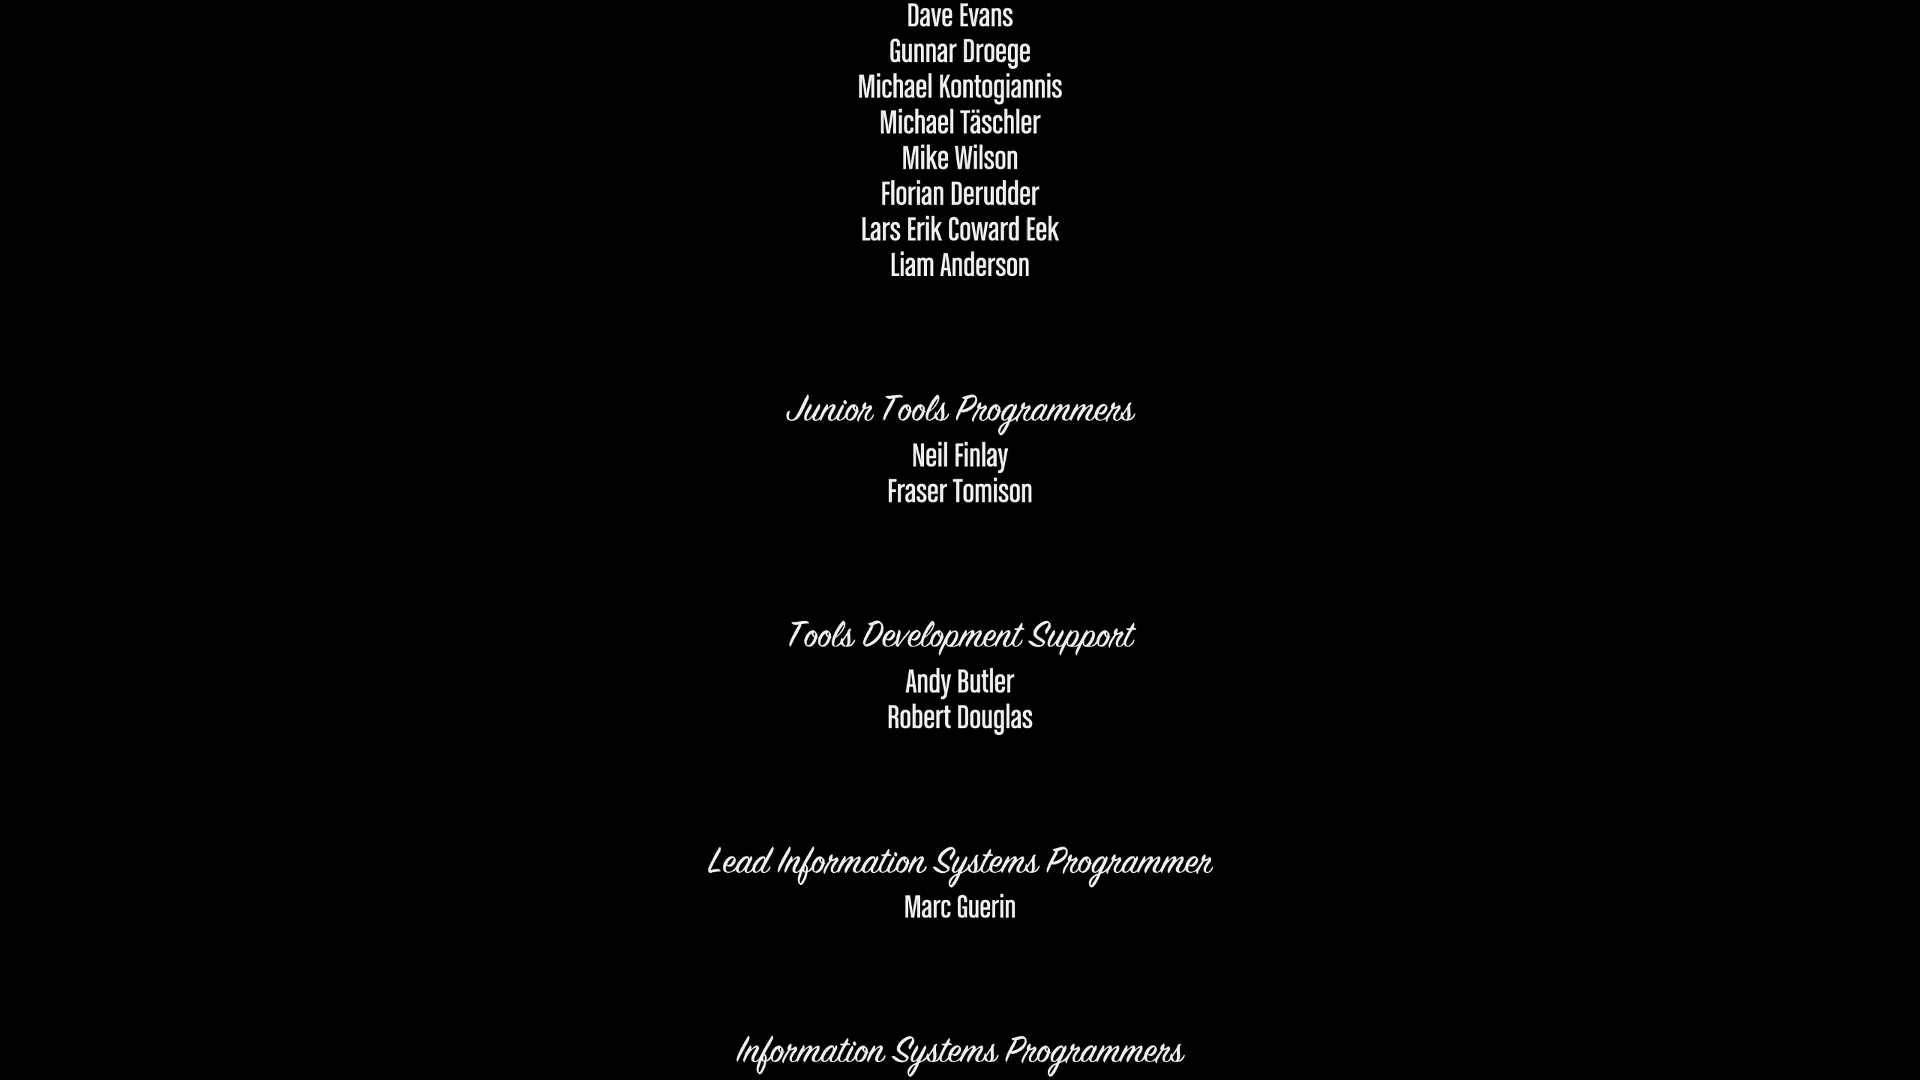 Dave Evans
Gunnar Droege
Michael Kontogiannis
Michael Täschler
Mike Wilson
Florian Derudder
Lars Erik Coward Eek
Liam Anderson
Junior Tools Programmers
Neil Finlay
Fraser Tomison
Tools Development Support
Andy Butler
Robert Douglas
Lead Information Systems Programmer
Marc Guerin
Information Systems Programmers